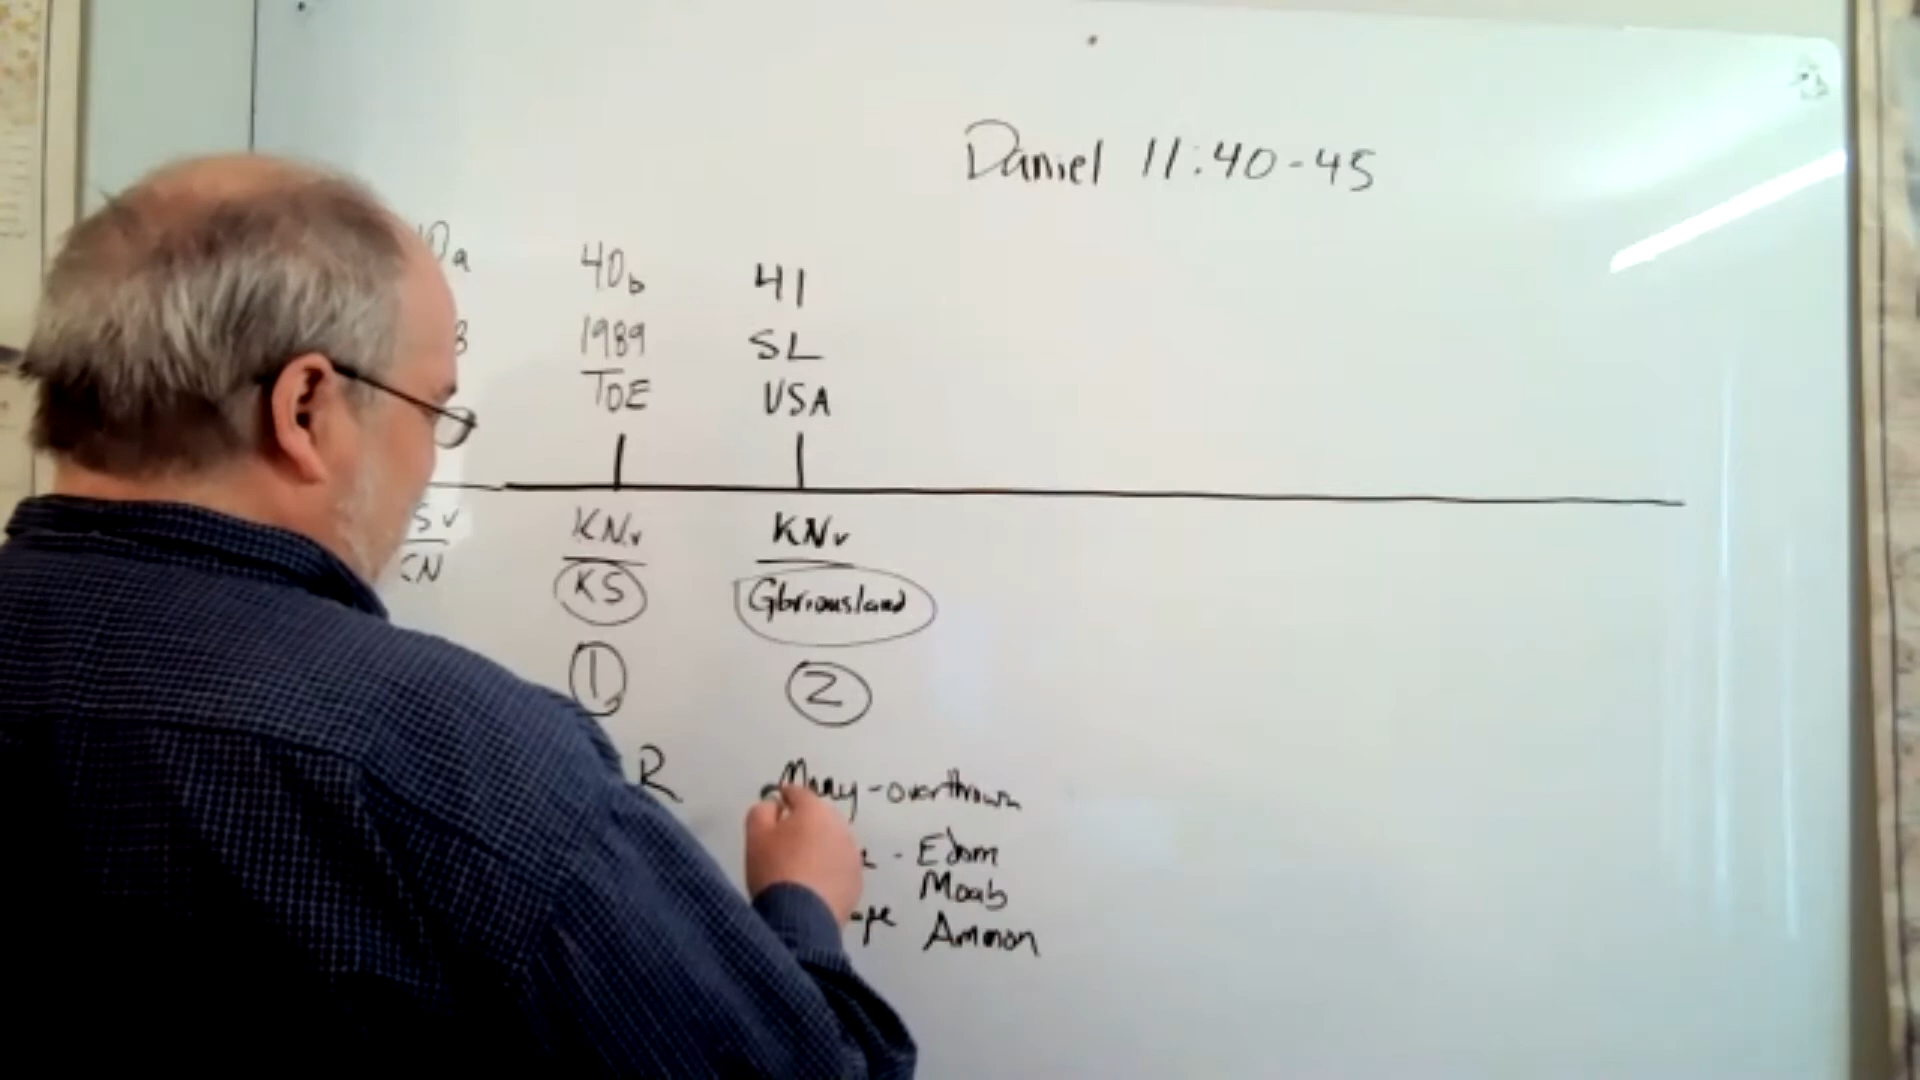 Daniel 11:40-45
40b 41
1989 SL
TOE USA
KNv KNv
KS Gloriousland
1 2
R Many-overthrown
- Edom
Moab
Ammon